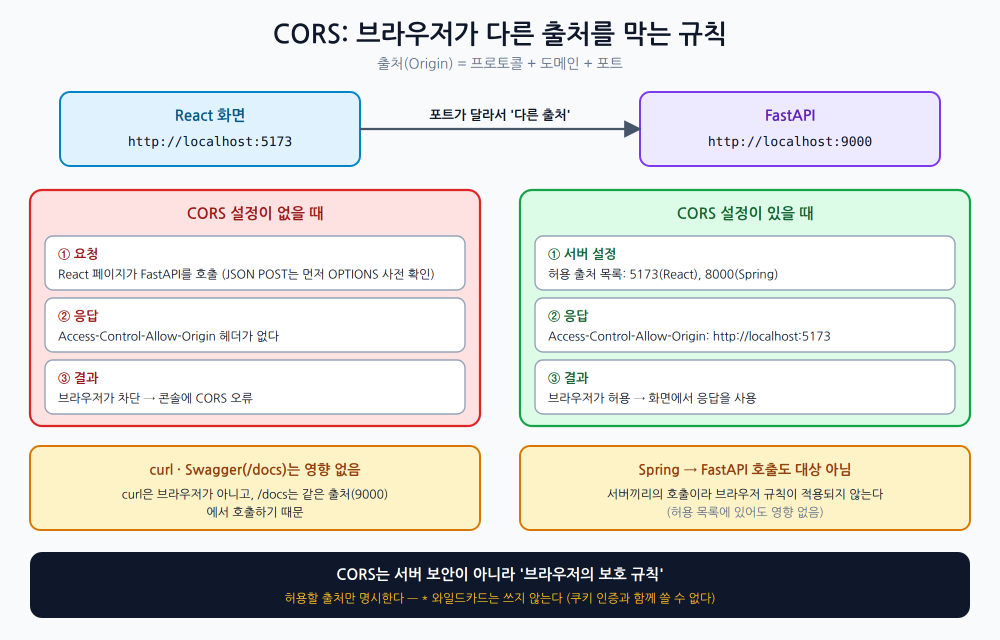 CORS: 브라우저가 다른 출처를 막는 규칙
출처(Origin) = 프로토콜 + 도메인 + 포트
React 화면
http://localhost:5173
포트가 달라서 '다른 출처'
FastAPI
http://localhost:9000
CORS 설정이 없을 때
① 요청
React 페이지가 FastAPI를 호출 (JSON POST는 먼저 OPTIONS 사전 확인)
② 응답
Access-Control-Allow-Origin 헤더가 없다
③ 결과
브라우저가 차단 → 콘솔에 CORS 오류
CORS 설정이 있을 때
① 서버 설정
허용 출처 목록: 5173(React), 8000(Spring)
② 응답
Access-Control-Allow-Origin: http://localhost:5173
③ 결과
브라우저가 허용 → 화면에서 응답을 사용
curl · Swagger(/docs)는 영향 없음
curl은 브라우저가 아니고, /docs는 같은 출처(9000)
에서 호출하기 때문
Spring → FastAPI 호출도 대상 아님
서버끼리의 호출이라 브라우저 규칙이 적용되지 않는다
(허용 목록에 있어도 영향 없음)
CORS는 서버 보안이 아니라 '브라우저의 보호 규칙'
허용할 출처만 명시한다 — * 와일드카드는 쓰지 않는다 (쿠키 인증과 함께 쓸 수 없다)